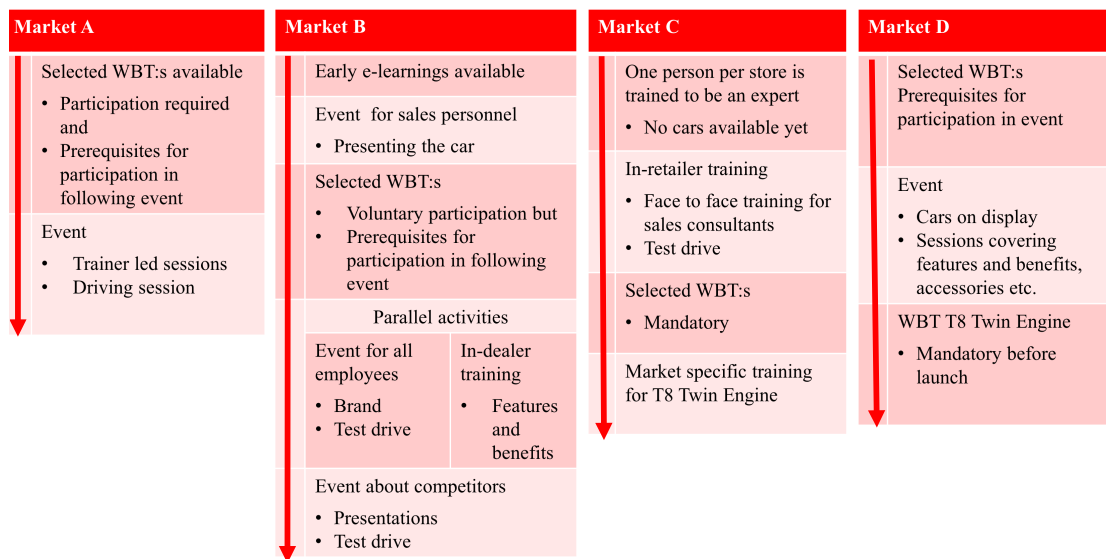 Market A
Selected WBT:s available
• Participation required
and
• Prerequisites for
participation in
following event
Event
• Trainer led sessions
• Driving session
Market B
Early e-learnings available
Event for sales personnel
• Presenting the car
Selected WBT:s
• Voluntary participation but
• Prerequisites for
participation in following
event
Parallel activities
Event for all
employees
• Brand
• Test drive
In-dealer
training
• Features
and
benefits
Event about competitors
• Presentations
• Test drive
Market C
One person per store is
trained to be an expert
• No cars available yet
In-retailer training
• Face to face training for
sales consultants
• Test drive
Selected WBT:s
• Mandatory
Market specific training
for T8 Twin Engine
Market D
Selected WBT:s
Prerequisites for
participation in event
Event
• Cars on display
• Sessions covering
features and benefits,
accessories etc.
WBT T8 Twin Engine
• Mandatory before
launch